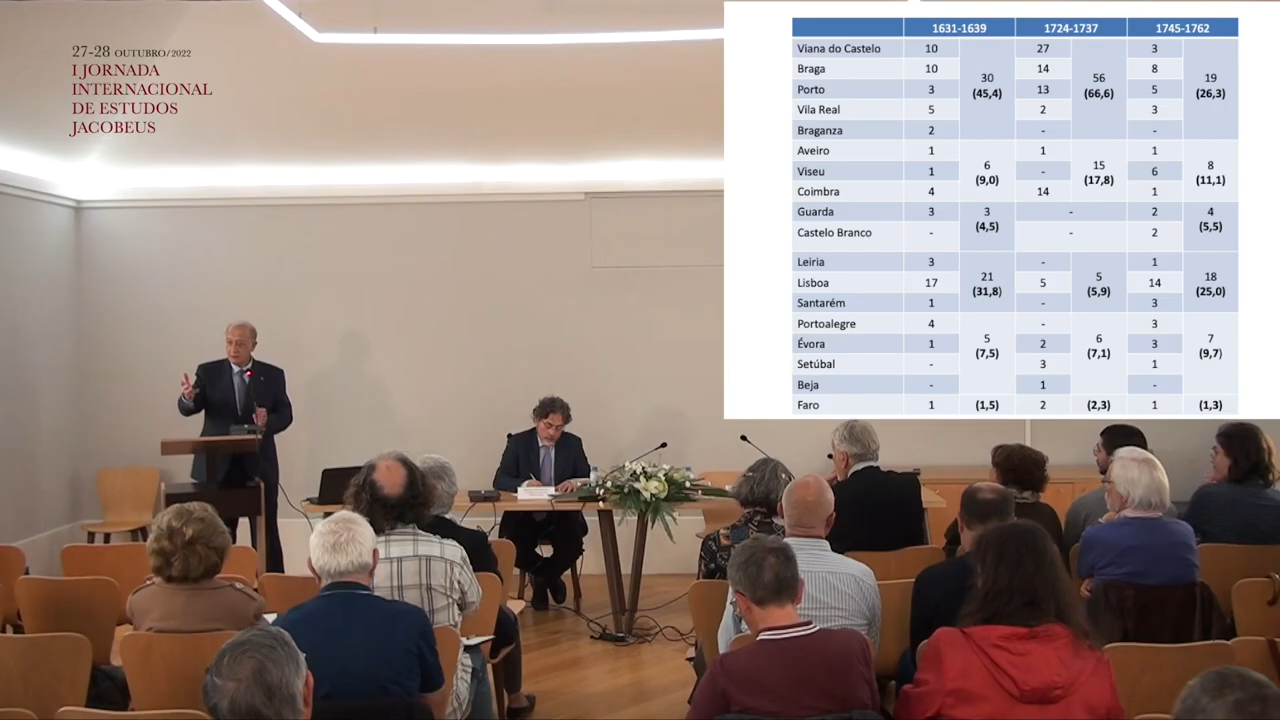 27-28 OUTUBRO/2022
I JORNADA
INTERNACIONAL
DE ESTUDOS
JACOBEUS
1631-1639 1724-1737 1745-1762
Viana do Castelo 10 27 3
Braga 10 14 8
30 (45,4) 56 (66,6) 19 (26,3)
Porto 3 13 5
Vila Real 5 2 3
Braganza 2 - -
Aveiro 1 1 1
Viseu 1 - 6
6 (9,0) 15 (17,8) 8 (11,1)
Coimbra 4 14 1
Guarda 3 - 2
3 (4,5) 4 (5,5)
Castelo Branco - - 2
Leiria 3 - 1
Lisboa 17 5 14
21 (31,8) 5 (5,9) 18 (25,0)
Santarém 1 - 3
Portoalegre 4 - 3
Évora 1 2 3
5 (7,5) 6 (7,1) 7 (9,7)
Setúbal - 3 1
Beja - 1 -
Faro 1 (1,5) 2 (2,3) 1 (1,3)